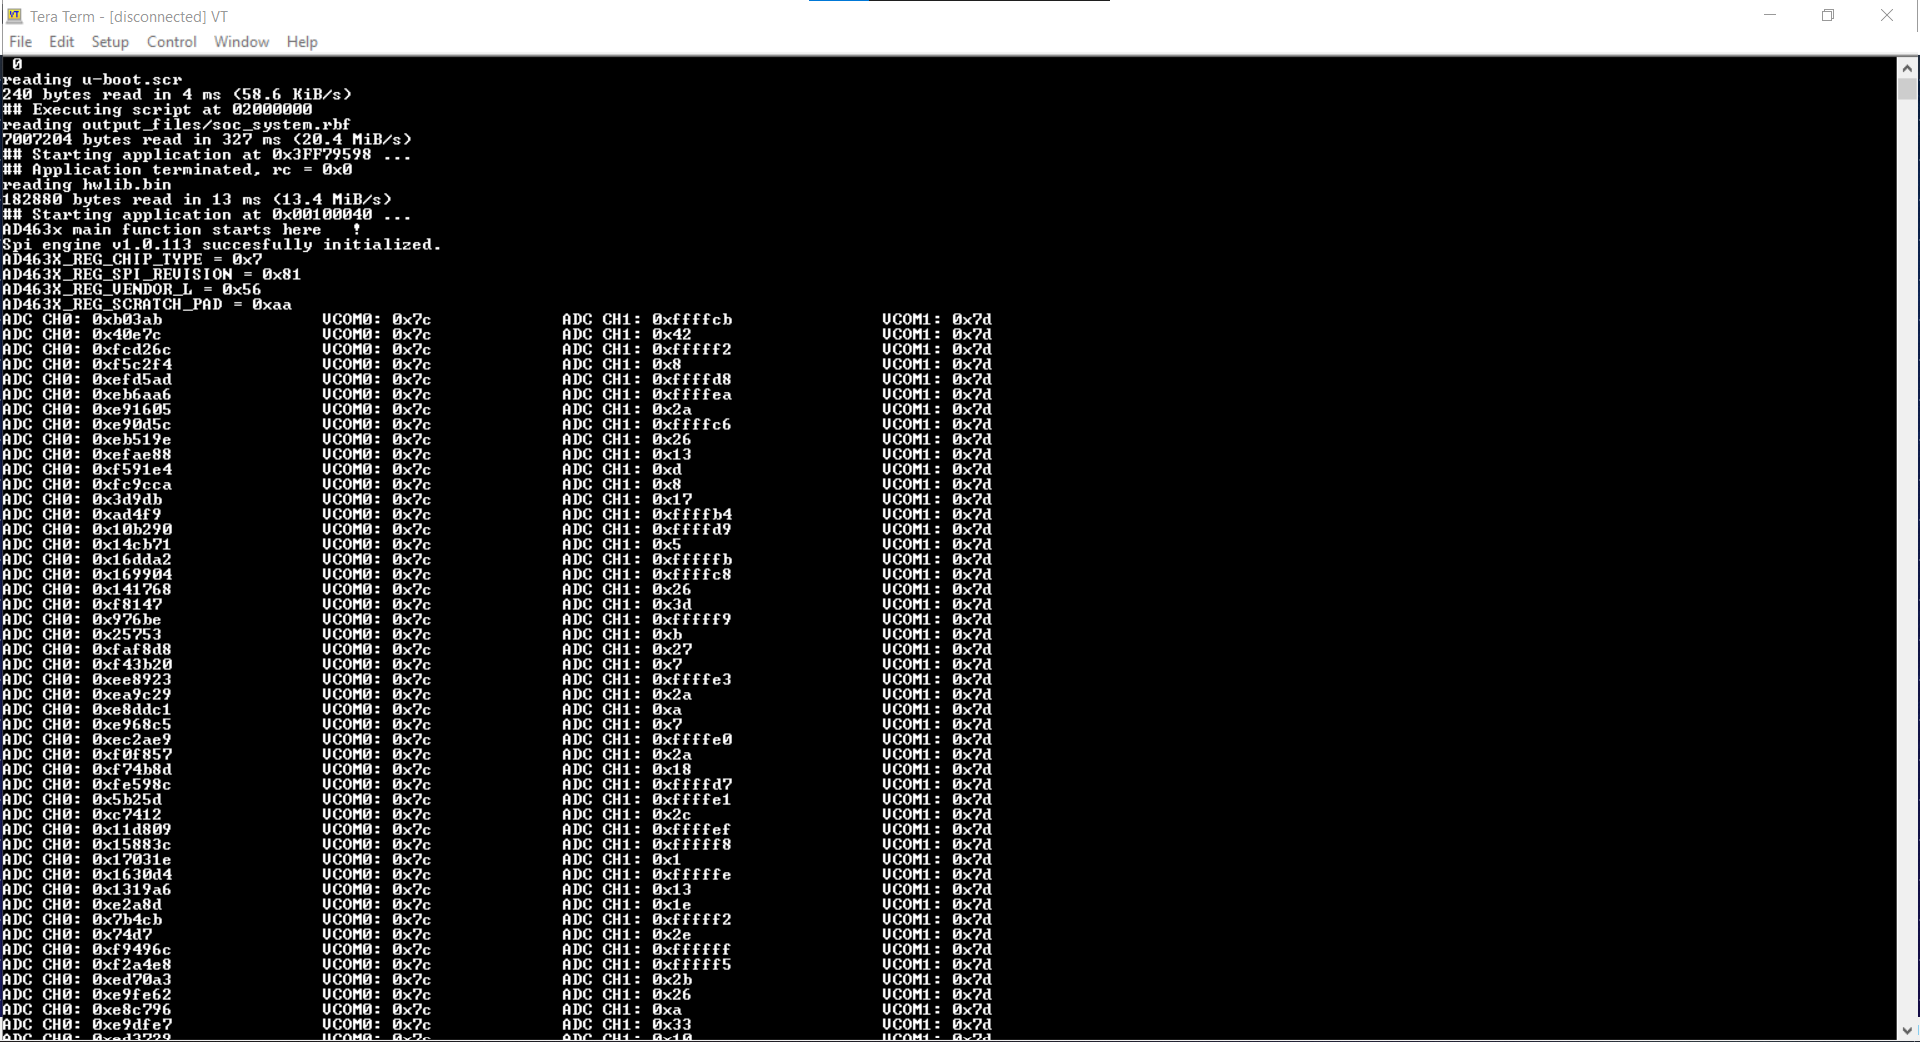 Tera Term - [disconnected] VT
File Edit Setup Control Window Help
0
reading u-boot.scr
240 bytes read in 4 ms (58.6 KiB/s)
## Executing script at 02000000
reading output_files/soc_system.rbf
7007204 bytes read in 327 ms (20.4 MiB/s)
## Starting application at 0x3FF79598 ...
## Application terminated, rc = 0x0
reading hwlib.bin
182880 bytes read in 13 ms (13.4 MiB/s)
## Starting application at 0x00100040 ...
AD463x main function starts here !
Spi engine v1.0.113 succesfully initialized.
AD463X_REG_CHIP_TYPE = 0x7
AD463X_REG_SPI_REVISION = 0x81
AD463X_REG_VENDOR_L = 0x56
AD463X_REG_SCRATCH_PAD = 0xaa
ADC CH0: 0xb03ab VCOM0: 0x7c ADC CH1: 0xffffcb VCOM1: 0x7d
ADC CH0: 0x40e7c VCOM0: 0x7c ADC CH1: 0x42 VCOM1: 0x7d
ADC CH0: 0xfcd26c VCOM0: 0x7c ADC CH1: 0xfffff2 VCOM1: 0x7d
ADC CH0: 0xf5c2f4 VCOM0: 0x7c ADC CH1: 0x8 VCOM1: 0x7d
ADC CH0: 0xefd5ad VCOM0: 0x7c ADC CH1: 0xffffd8 VCOM1: 0x7d
ADC CH0: 0xeb6aa6 VCOM0: 0x7c ADC CH1: 0xffffea VCOM1: 0x7d
ADC CH0: 0xe91605 VCOM0: 0x7c ADC CH1: 0x2a VCOM1: 0x7d
ADC CH0: 0xe90d5c VCOM0: 0x7c ADC CH1: 0xffffc6 VCOM1: 0x7d
ADC CH0: 0xeb519e VCOM0: 0x7c ADC CH1: 0x26 VCOM1: 0x7d
ADC CH0: 0xefae88 VCOM0: 0x7c ADC CH1: 0x13 VCOM1: 0x7d
ADC CH0: 0xf591e4 VCOM0: 0x7c ADC CH1: 0xd VCOM1: 0x7d
ADC CH0: 0xfc9cca VCOM0: 0x7c ADC CH1: 0x8 VCOM1: 0x7d
ADC CH0: 0x3d9db VCOM0: 0x7c ADC CH1: 0x17 VCOM1: 0x7d
ADC CH0: 0xad4f9 VCOM0: 0x7c ADC CH1: 0xffffb4 VCOM1: 0x7d
ADC CH0: 0x10b290 VCOM0: 0x7c ADC CH1: 0xffffd9 VCOM1: 0x7d
ADC CH0: 0x14cb71 VCOM0: 0x7c ADC CH1: 0x5 VCOM1: 0x7d
ADC CH0: 0x16dda2 VCOM0: 0x7c ADC CH1: 0xfffffb VCOM1: 0x7d
ADC CH0: 0x169904 VCOM0: 0x7c ADC CH1: 0xffffc8 VCOM1: 0x7d
ADC CH0: 0x141768 VCOM0: 0x7c ADC CH1: 0x26 VCOM1: 0x7d
ADC CH0: 0xf8147 VCOM0: 0x7c ADC CH1: 0x3d VCOM1: 0x7d
ADC CH0: 0x976be VCOM0: 0x7c ADC CH1: 0xfffff9 VCOM1: 0x7d
ADC CH0: 0x25753 VCOM0: 0x7c ADC CH1: 0xb VCOM1: 0x7d
ADC CH0: 0xfaf8d8 VCOM0: 0x7c ADC CH1: 0x27 VCOM1: 0x7d
ADC CH0: 0xf43b20 VCOM0: 0x7c ADC CH1: 0x7 VCOM1: 0x7d
ADC CH0: 0xee8923 VCOM0: 0x7c ADC CH1: 0xffffe3 VCOM1: 0x7d
ADC CH0: 0xea9c29 VCOM0: 0x7c ADC CH1: 0x2a VCOM1: 0x7d
ADC CH0: 0xe8ddc1 VCOM0: 0x7c ADC CH1: 0xa VCOM1: 0x7d
ADC CH0: 0xe968c5 VCOM0: 0x7c ADC CH1: 0x7 VCOM1: 0x7d
ADC CH0: 0xec2ae9 VCOM0: 0x7c ADC CH1: 0xffffe0 VCOM1: 0x7d
ADC CH0: 0xf0f857 VCOM0: 0x7c ADC CH1: 0x2a VCOM1: 0x7d
ADC CH0: 0xf74b8d VCOM0: 0x7c ADC CH1: 0x18 VCOM1: 0x7d
ADC CH0: 0xfe598c VCOM0: 0x7c ADC CH1: 0xffffd7 VCOM1: 0x7d
ADC CH0: 0x5b25d VCOM0: 0x7c ADC CH1: 0xffffe1 VCOM1: 0x7d
ADC CH0: 0xc7412 VCOM0: 0x7c ADC CH1: 0x2c VCOM1: 0x7d
ADC CH0: 0x11d809 VCOM0: 0x7c ADC CH1: 0xffffef VCOM1: 0x7d
ADC CH0: 0x15883c VCOM0: 0x7c ADC CH1: 0xfffff8 VCOM1: 0x7d
ADC CH0: 0x17031e VCOM0: 0x7c ADC CH1: 0x1 VCOM1: 0x7d
ADC CH0: 0x1630d4 VCOM0: 0x7c ADC CH1: 0xfffffe VCOM1: 0x7d
ADC CH0: 0x1319a6 VCOM0: 0x7c ADC CH1: 0x13 VCOM1: 0x7d
ADC CH0: 0xe2a8d VCOM0: 0x7c ADC CH1: 0x1e VCOM1: 0x7d
ADC CH0: 0x7b4cb VCOM0: 0x7c ADC CH1: 0xfffff2 VCOM1: 0x7d
ADC CH0: 0x74d7 VCOM0: 0x7c ADC CH1: 0x2e VCOM1: 0x7d
ADC CH0: 0xf9496c VCOM0: 0x7c ADC CH1: 0xffffff VCOM1: 0x7d
ADC CH0: 0xf2a4e8 VCOM0: 0x7c ADC CH1: 0xfffff5 VCOM1: 0x7d
ADC CH0: 0xed70a3 VCOM0: 0x7c ADC CH1: 0x2b VCOM1: 0x7d
ADC CH0: 0xe9fe62 VCOM0: 0x7c ADC CH1: 0x26 VCOM1: 0x7d
ADC CH0: 0xe8c796 VCOM0: 0x7c ADC CH1: 0xa VCOM1: 0x7d
ADC CH0: 0xe9dfe7 VCOM0: 0x7c ADC CH1: 0x33 VCOM1: 0x7d
ADC CH0: 0xed3729 VCOM0: 0x7c ADC CH1: 0x10 VCOM1: 0x7d